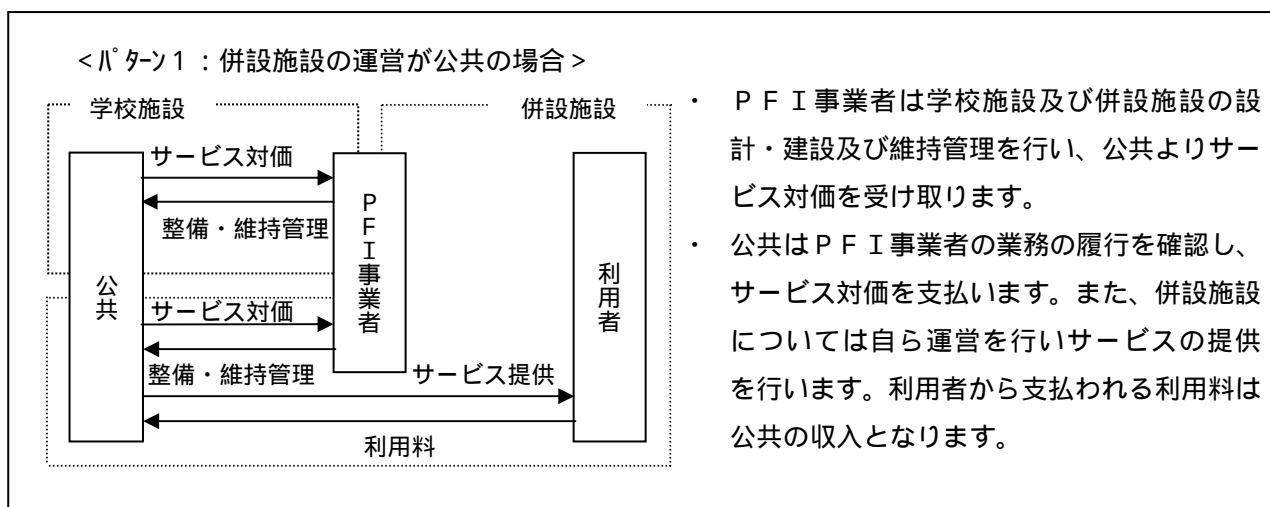 <ﾊﾟﾀｰﾝ1:併設施設の運営が公共の場合>
学校施設
併設施設
サービス対価
整備・維持管理
公共
PFI事業者
利用者
サービス対価
整備・維持管理
サービス提供
利用料
・ PFI事業者は学校施設及び併設施設の設
計・建設及び維持管理を行い、公共よりサー
ビス対価を受け取ります。
・ 公共はPFI事業者の業務の履行を確認し、
サービス対価を支払います。また、併設施設
については自ら運営を行いサービスの提供
を行います。利用者から支払われる利用料は
公共の収入となります。